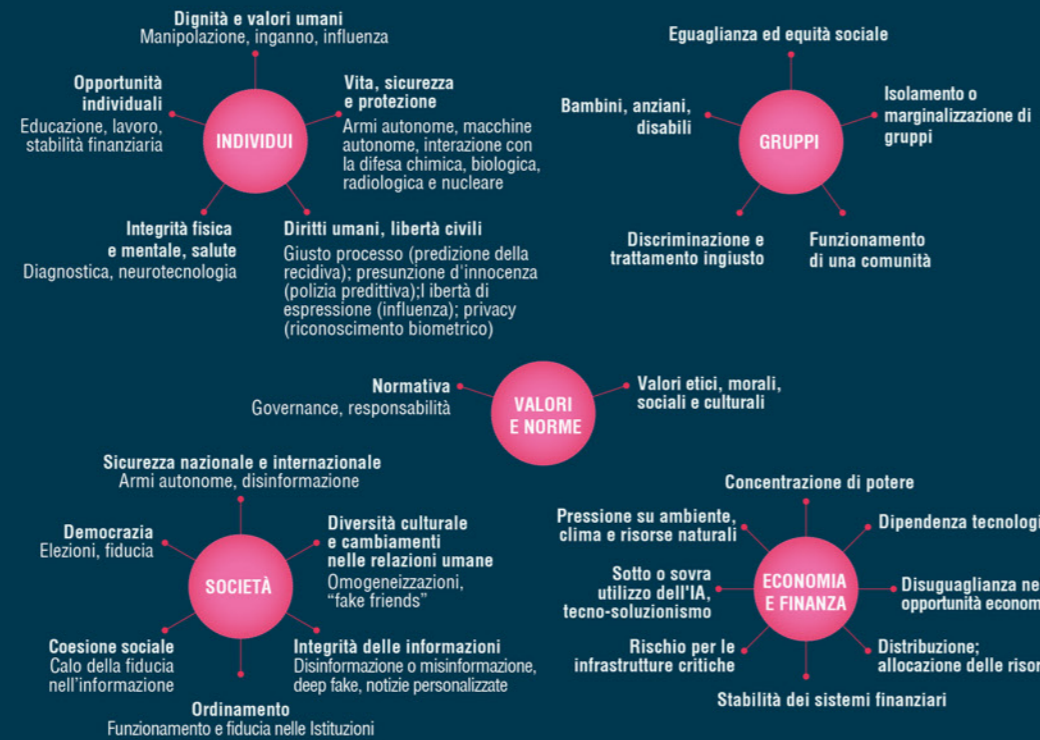 Dignità e valori umani
Manipolazione, inganno, influenza
Opportunità
individuali
Educazione, lavoro,
stabilità finanziaria
INDIVIDUI
Vita, sicurezza
e protezione
Armi autonome, macchine
autonome, interazione con
la difesa chimica, biologica,
radiologica e nucleare
Integrità fisica
e mentale, salute
Diagnostica, neurotecnologia
Diritti umani, libertà civili
Giusto processo (predizione della
recidiva); presunzione d'innocenza
(polizia predittiva);l ibertà di
espressione (influenza); privacy
(riconoscimento biometrico)
Eguaglianza ed equità sociale
Bambini, anziani,
disabili
GRUPPI
Isolamento o
marginalizzazione di
gruppi
Discriminazione e
trattamento ingiusto
Funzionamento
di una comunità
Normativa
Governance, responsabilità
VALORI
E NORME
Valori etici, morali,
sociali e culturali
Sicurezza nazionale e internazionale
Armi autonome, disinformazione
Democrazia
Elezioni, fiducia
SOCIETÀ
Diversità culturale
e cambiamenti
nelle relazioni umane
Omogeneizzazioni,
“fake friends”
Coesione sociale
Calo della fiducia
nell'informazione
Integrità delle informazioni
Disinformazione o misinformazione,
deep fake, notizie personalizzate
Ordinamento
Funzionamento e fiducia nelle Istituzioni
Concentrazione di potere
Pressione su ambiente,
clima e risorse naturali
Dipendenza
Sotto o sovra
utilizzo dell'IA,
tecno-soluzionismo
ECONOMIA
E FINANZA
Disuguaglianza
opportunità
Rischio per le
infrastrutture critiche
Distribuzione;
allocazione delle
Stabilità dei sistemi finanziari